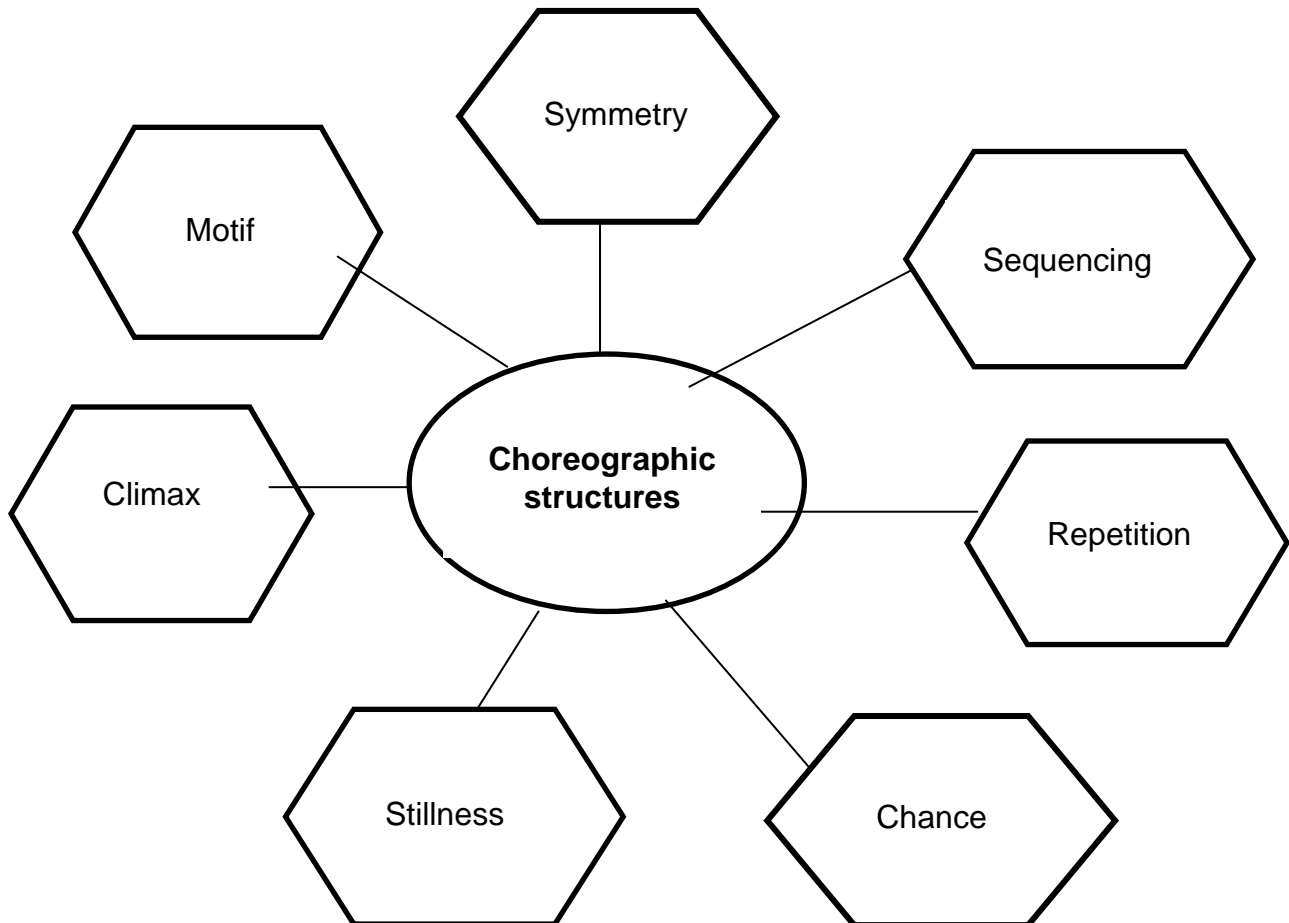 Symmetry
Motif
Sequencing
Choreographic
structures
Climax
Repetition
Stillness
Chance